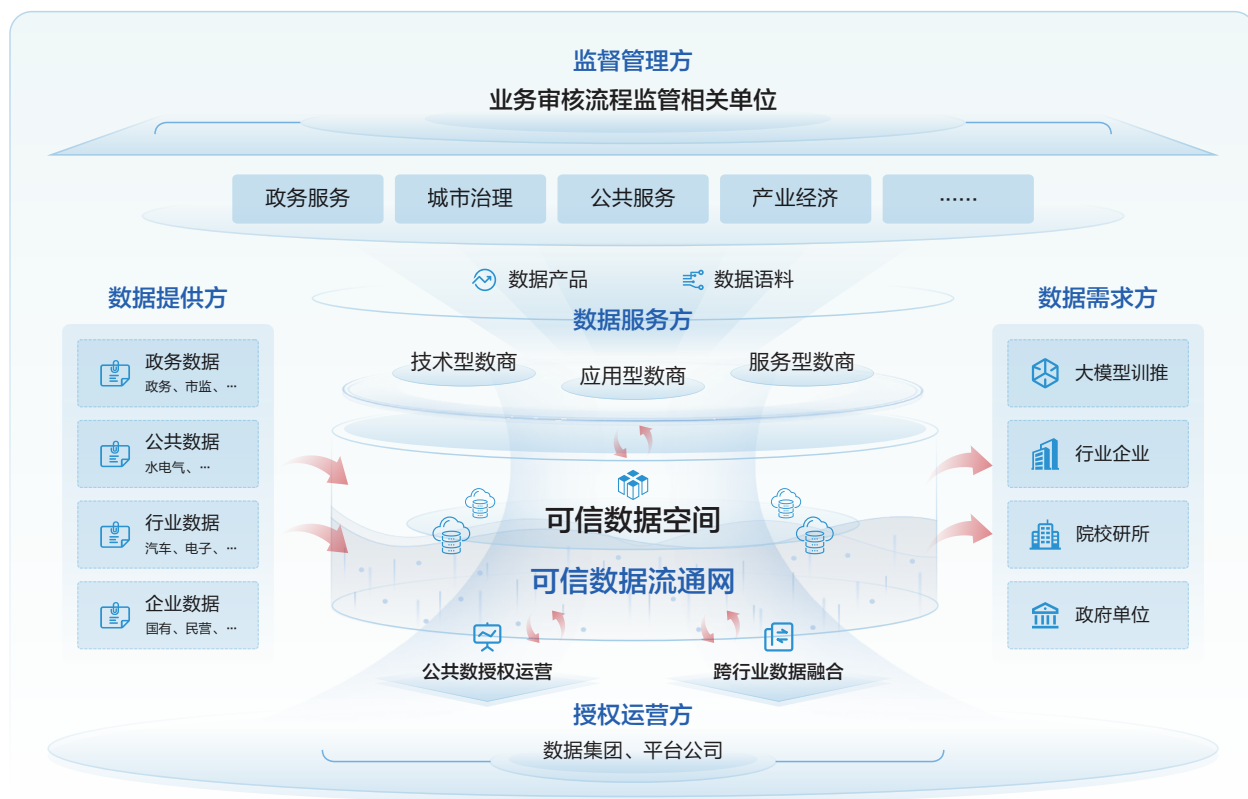 监督管理方
业务审核流程监管相关单位
政务服务
城市治理
公共服务
产业经济
······
数据产品
数据语料
数据服务方
技术型数商
应用型数商
服务型数商
数据提供方
政务数据
政务、市监、···
公共数据
水电气、···
行业数据
汽车、电子、···
企业数据
国有、民营、···
可信数据空间
可信数据流通网
公共数授权运营
跨行业数据融合
数据需求方
大模型训推
行业企业
院校研所
政府单位
授权运营方
数据集团、平台公司